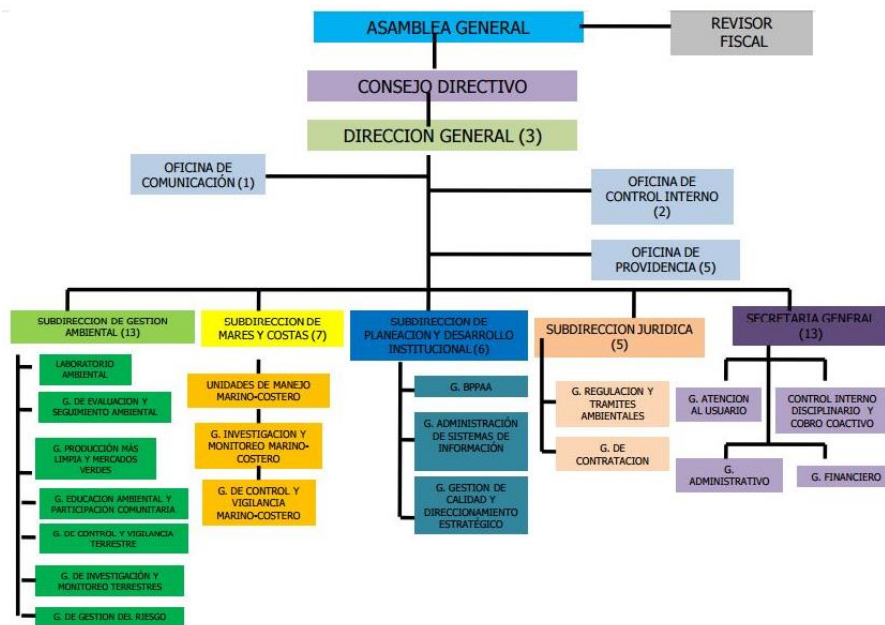 ASAMBLEA GENERAL
REVISOR
FISCAL
CONSEJO DIRECTIVO
DIRECCION GENERAL (3)
OFICINA DE
COMUNICACIÓN (1)
OFICINA DE
CONTROL INTERNO
(2)
OFICINA DE
PROVIDENCIA (5)
SUBDIRECCION DE GESTION
AMBIENTAL (13)
LABORATORIO
AMBIENTAL
G. DE EVALUACION Y
SEGUIMIENTO AMBIENTAL
G. PRODUCCIÓN MÁS
LIMPIA Y MERCADOS
VERDES
G. EDUCACION AMBIENTAL Y
PARTICIPACIÓN COMUNITARIA
G. DE CONTROL Y VIGILANCIA
TERRESTRE
G. DE INVESTIGACIÓN Y
MONITOREO TERRESTRES
G. DE GESTION DEL RIESGO
SUBDIRECCION DE
MARES Y COSTAS (7)
UNIDADES DE MANEJO
MARINO-COSTERO
G. INVESTIGACION Y
MONITOREO MARINO-
COSTERO
G. DE CONTROL Y
VIGILANCIA
MARINO-COSTERO
SUBDIRECCION DE
PLANEACION Y DESARROLLO
INSTITUCIONAL (6)
G. BPPAA
G. ADMINISTRACIÓN
DE SISTEMAS DE
INFORMACIÓN
G. GESTION DE
CALIDAD Y
DIRECCIONAMIENTO
ESTRATÉGICO
SUBDIRECCION JURIDICA
(5)
G. REGULACION Y
TRAMITES
AMBIENTALES
G. DE
CONTRATACION
SECRETARIA GENERAL
(13)
G. ATENCION
AL USUARIO
CONTROL INTERNO
DISCIPLINARIO Y
COBRO COACTIVO
G.
ADMINISTRATIVO
G. FINANCIERO